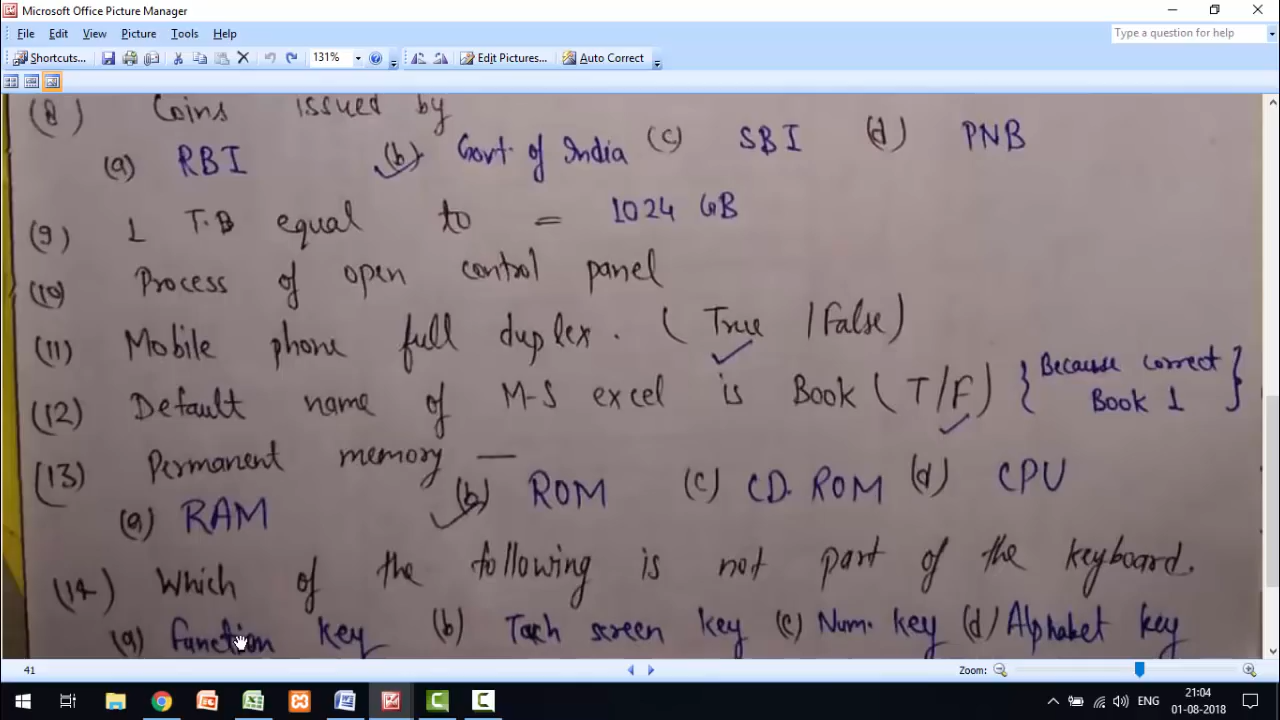 Microsoft Office Picture Manager
File Edit View Picture Tools Help
Type a question for help
Shortcuts... 131% Edit Pictures... Auto Correct
(8) Coins issued by
(a) RBI (b) Govt. of India (c) SBI (d) PNB
(9) 1 T.B equal to = 1024 GB
(10) Process of open control panel
(11) Mobile phone full duplex. (True / False)
(12) Default name of M-S excel is Book (T/F) {Because correct
Book 1}
(13) Permanent memory —
(a) RAM (b) ROM (c) CD. ROM (d) CPU
(14) Which of the following is not part of the keyboard.
(a) function key (b) Toch screen key (c) Num. key (d) Alphabet key
41 Zoom:
ENG 21:04
01-08-2018